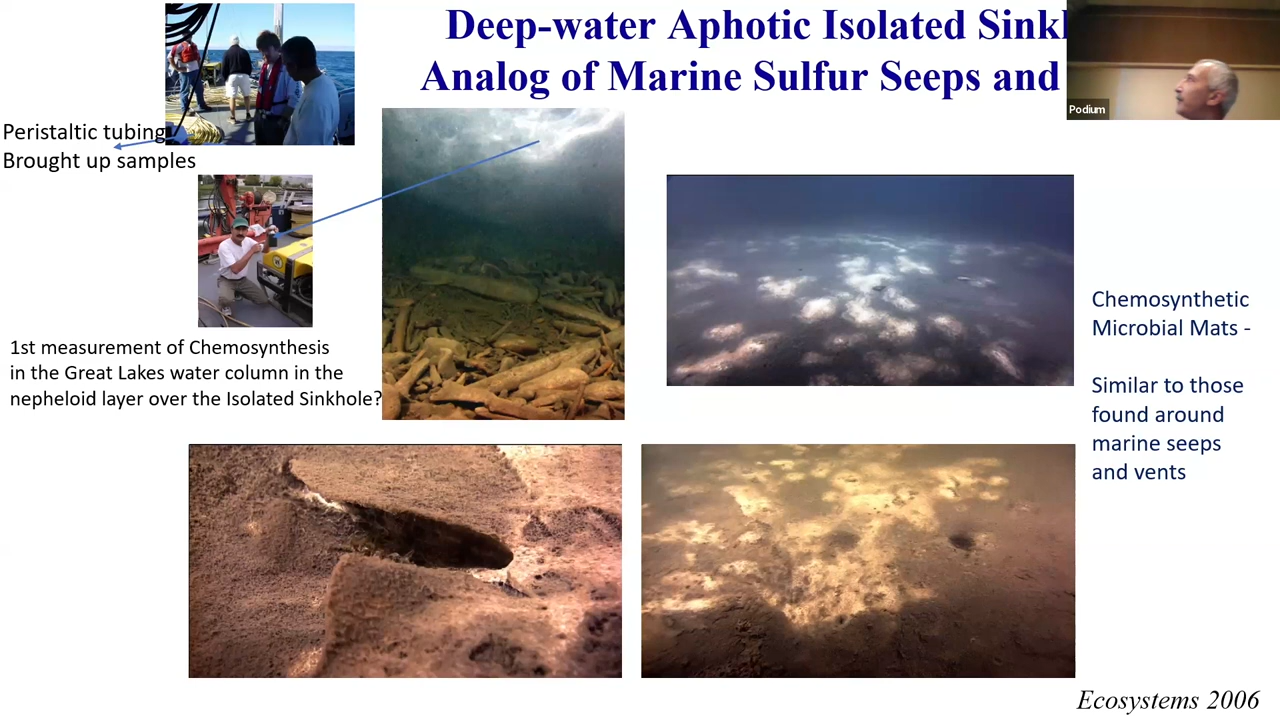 Deep-water Aphotic Isolated
Analog of Marine Sulfur Seeps and
Podium
Peristaltic tubing
Brought up samples
1st measurement of Chemosynthesis
in the Great Lakes water column in the
nepheloid layer over the Isolated Sinkhole?
Chemosynthetic
Microbial Mats -
Similar to those
found around
marine seeps
and vents
Ecosystems 2006